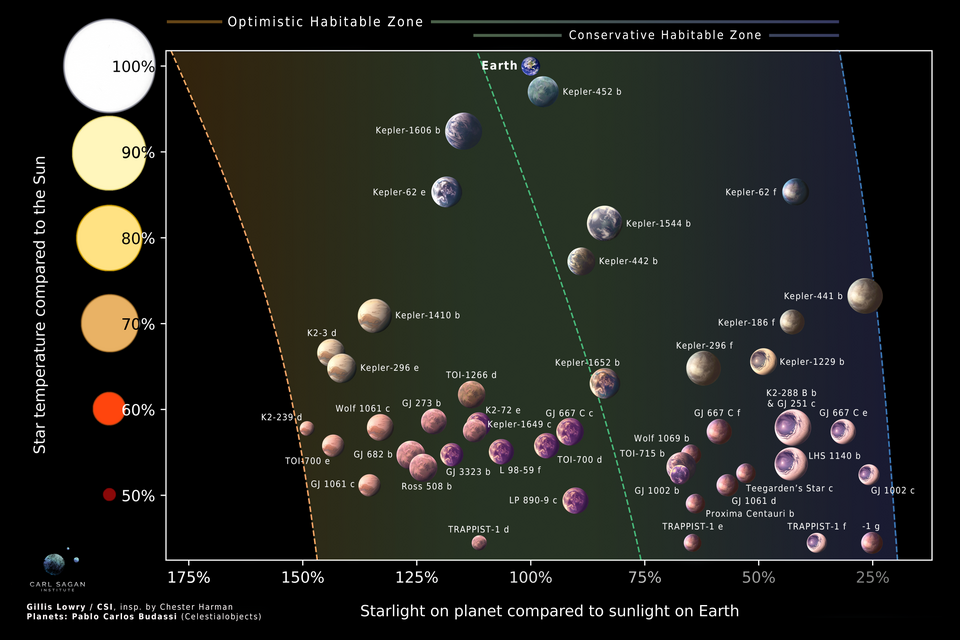 Optimistic Habitable Zone
Conservative Habitable Zone
Star temperature compared to the Sun
100%
90%
80%
70%
60%
50%
Earth
Kepler-452 b
Kepler-1606 b
Kepler-62 e
Kepler-62 f
Kepler-1544 b
Kepler-442 b
Kepler-441 b
Kepler-1410 b
Kepler-186 f
K2-3 d
Kepler-296 e
Kepler-296 f
Kepler-1229 b
Kepler-1652 b
TOI-1266 d
K2-288 B b
& GJ 251 c
K2-239 d
Wolf 1061 c
GJ 273 b
K2-72 e
Kepler-1649 c
GJ 667 C c
GJ 667 C f
GJ 667 C e
TOI-700 e
GJ 682 b
GJ 3323 b
L 98-59 f
TOI-700 d
Wolf 1069 b
TOI-715 b
LHS 1140 b
GJ 1061 c
Ross 508 b
GJ 1002 b
Teegarden's Star c
GJ 1002 c
LP 890-9 c
GJ 1061 d
Proxima Centauri b
TRAPPIST-1 d
TRAPPIST-1 e
TRAPPIST-1 f
-1 g
175%
150%
125%
100%
75%
50%
25%
Starlight on planet compared to sunlight on Earth
CARL SAGAN
INSTITUTE
Gillis Lowry / CSI, insp. by Chester Harman
Planets: Pablo Carlos Budassi (Celestialobjects)